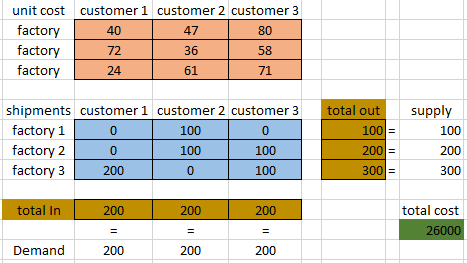 unit cost customer 1 customer 2 customer 3
factory 40 47 80
factory 72 36 58
factory 24 61 71
shipments customer 1 customer 2 customer 3 total out supply
factory 1 0 100 0 100 = 100
factory 2 0 100 100 200 = 200
factory 3 200 0 100 300 = 300
total In 200 200 200 total cost
= = = 26000
Demand 200 200 200